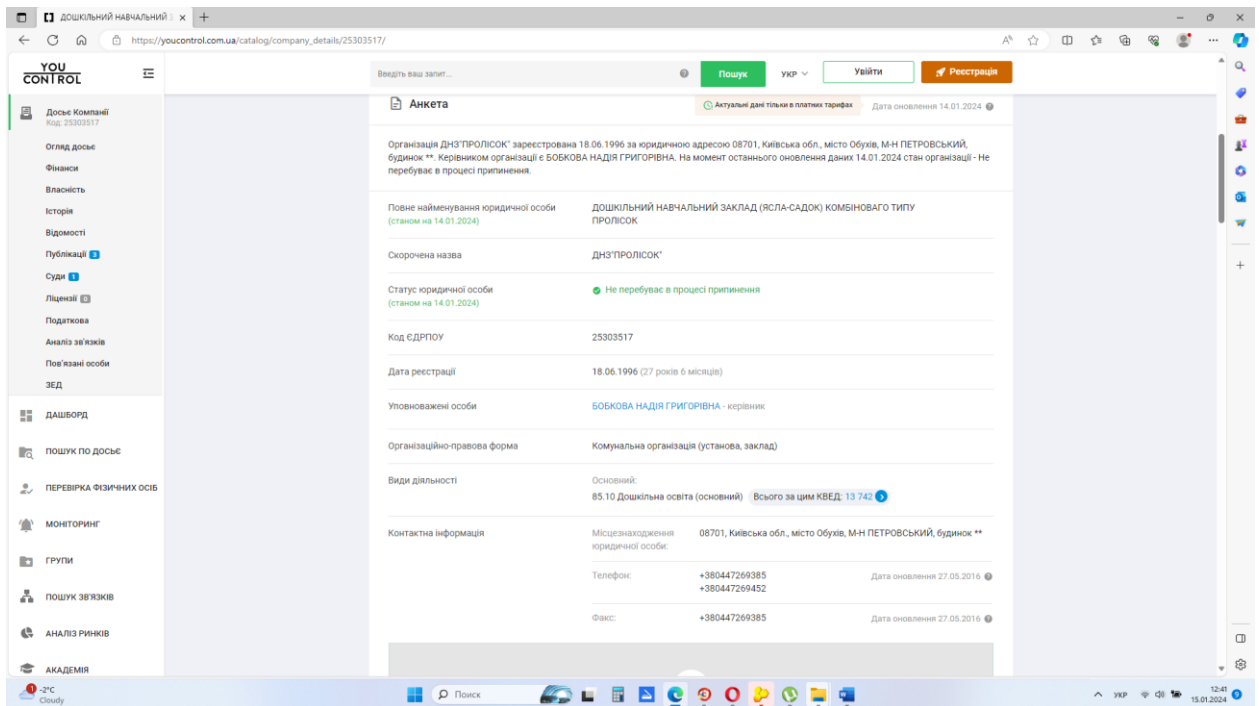 ДОШКІЛЬНИЙ НАВЧАЛЬНИЙ З
https://youcontrol.com.ua/catalog/company_details/25303517/
YOU
CONTROL
Введіть ваш запит...
Пошук
УКР
Увійти
Реєстрація
Досьє Компанії
Код: 25303517
Огляд досьє
Фінанси
Власність
Історія
Відомості
Публікації 3
Суди 1
Ліцензії 0
Податкова
Аналіз зв'язків
Пов'язані особи
ЗЕД
ДАШБОРД
ПОШУК ПО ДОСЬЄ
ПЕРЕВІРКА ФІЗИЧНИХ ОСІБ
МОНІТОРИНГ
ГРУПИ
ПОШУК ЗВ'ЯЗКІВ
АНАЛІЗ РИНКІВ
АКАДЕМІЯ
Анкета
Актуальні дані тільки в платних тарифах
Дата оновлення 14.01.2024
Організація ДНЗ"ПРОЛІСОК" зареєстрована 18.06.1996 за юридичною адресою 08701, Київська обл., місто Обухів, М-Н ПЕТРОВСЬКИЙ,
будинок **. Керівником організації є БОБКОВА НАДІЯ ГРИГОРІВНА. На момент останнього оновлення даних 14.01.2024 стан організації - Не
перебуває в процесі припинення.
Повне найменування юридичної особи
(станом на 14.01.2024)
ДОШКІЛЬНИЙ НАВЧАЛЬНИЙ ЗАКЛАД (ЯСЛА-САДОК) КОМБІНОВАГО ТИПУ
ПРОЛІСОК
Скорочена назва
ДНЗ"ПРОЛІСОК"
Статус юридичної особи
(станом на 14.01.2024)
Не перебуває в процесі припинення
Код ЄДРПОУ
25303517
Дата реєстрації
18.06.1996 (27 років 6 місяців)
Уповноважені особи
БОБКОВА НАДІЯ ГРИГОРІВНА - керівник
Організаційно-правова форма
Комунальна організація (установа, заклад)
Види діяльності
Основний:
85.10 Дошкільна освіта (основний) Всього за цим КВЕД: 13 742
Контактна інформація
Місцезнаходження
юридичної особи:
08701, Київська обл., місто Обухів, М-Н ПЕТРОВСЬКИЙ, будинок **
Телефон:
+380447269385
+380447269452
Дата оновлення 27.05.2016
Факс:
+380447269385
Дата оновлення 27.05.2016
1
-2°C
Cloudy
Поиск
УКР
12:41
15.01.2024
9